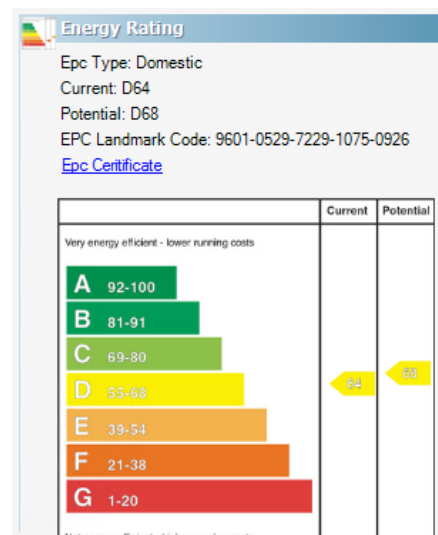 Energy Rating
Epc Type: Domestic
Current: D64
Potential: D68
EPC Landmark Code: 9601-0529-7229-1075-0926
Epc Ceritificate
Current Potential
Very energy efficient - lower running costs
A 92-100
B 81-91
C 69-80
D 55-68
64
68
E 39-54
F 21-38
G 1-20